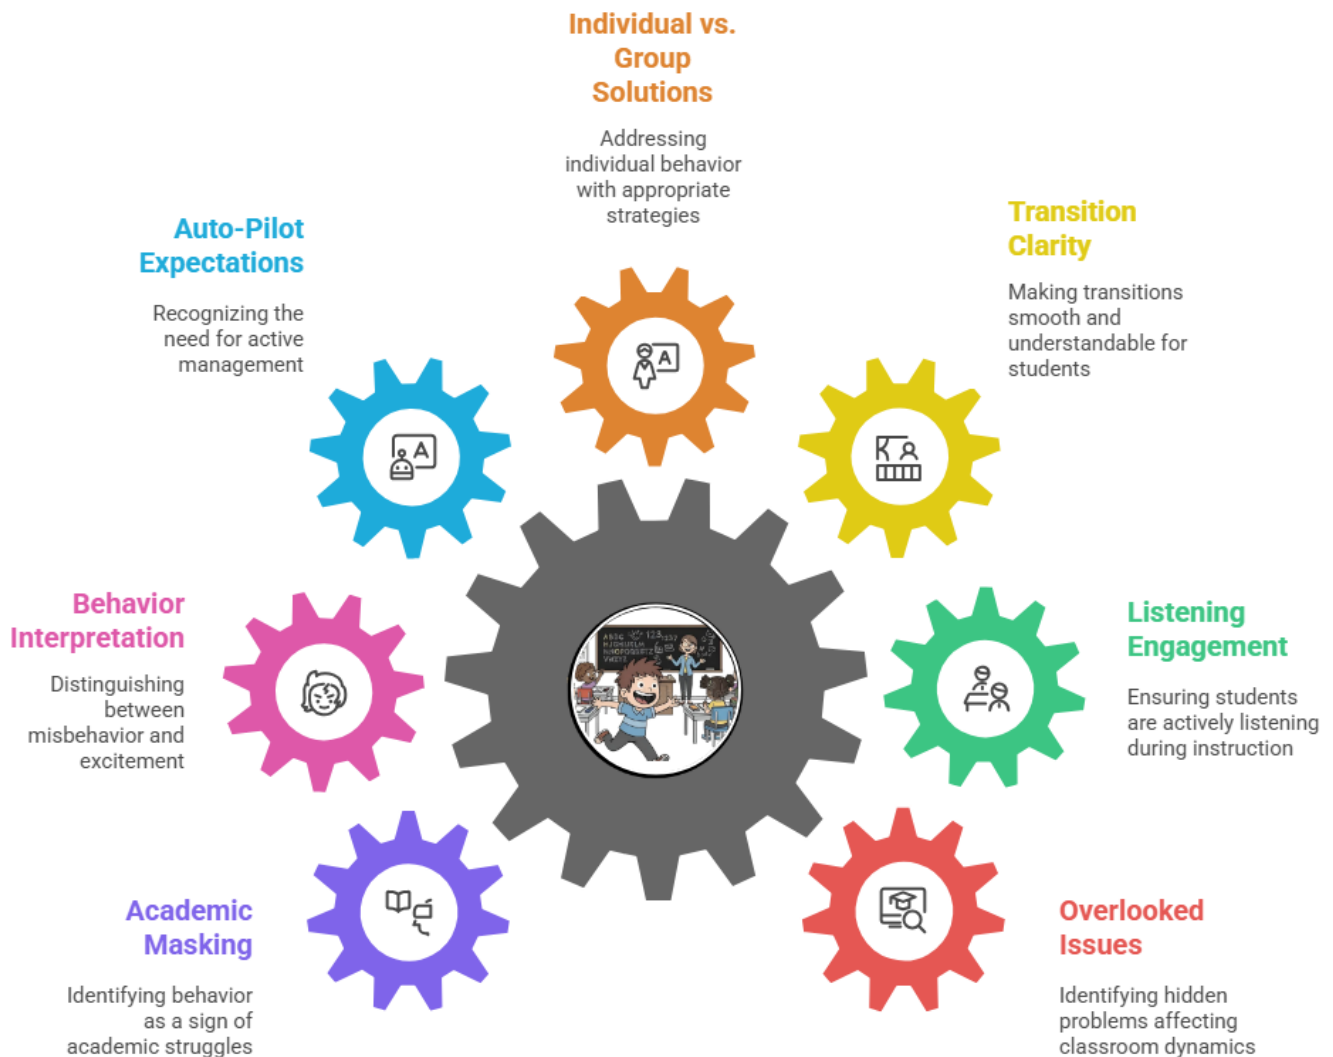 Individual vs.
Group
Solutions
Addressing
individual behavior
with appropriate
strategies
Auto-Pilot
Expectations
Recognizing the
need for active
management
Transition
Clarity
Making transitions
smooth and
understandable for
students
A
A
Behavior
Interpretation
Distinguishing
between
misbehavior and
excitement
Listening
Engagement
Ensuring students
are actively listening
during instruction
Academic
Masking
Identifying behavior
as a sign of
academic struggles
Overlooked
Issues
Identifying hidden
problems affecting
classroom dynamics